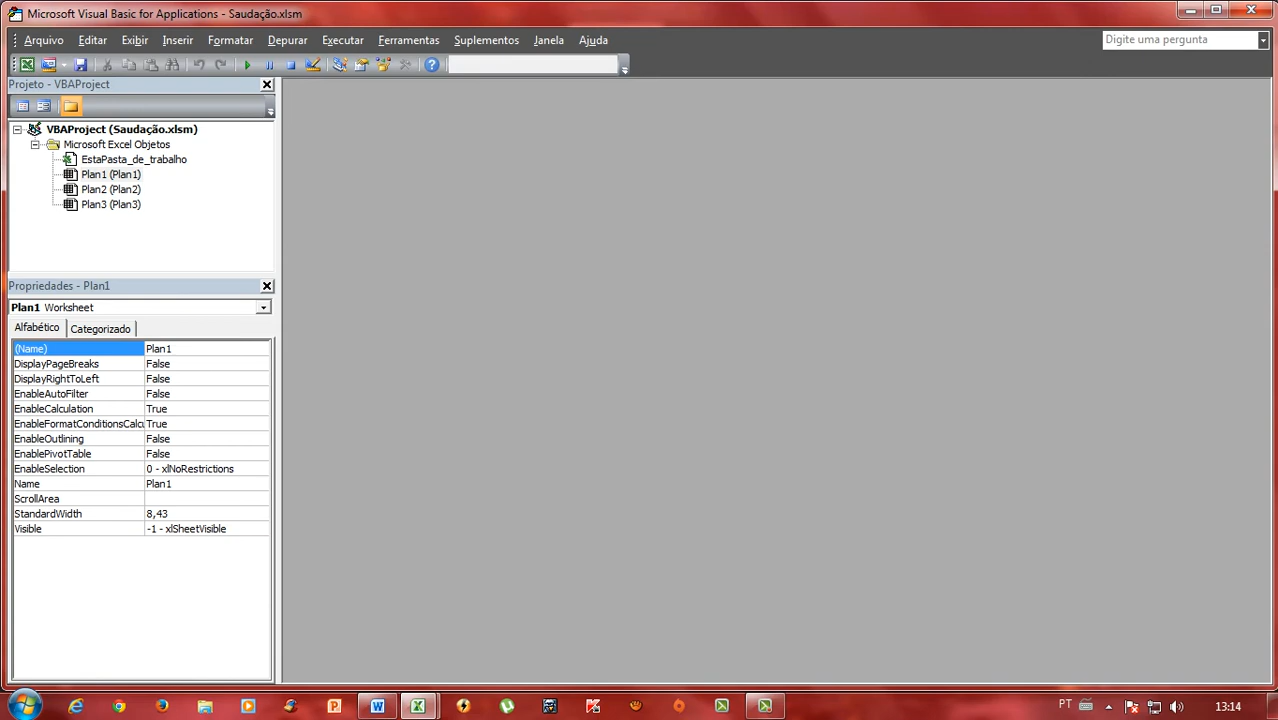 Microsoft Visual Basic for Applications - Saudação.xlsm
Arquivo Editar Exibir Inserir Formatar Depurar Executar Ferramentas Suplementos Janela Ajuda
Digite uma pergunta
Projeto - VBAProject
VBAProject (Saudação.xlsm)
Microsoft Excel Objetos
EstaPasta_de_trabalho
Plan1 (Plan1)
Plan2 (Plan2)
Plan3 (Plan3)
Propriedades - Plan1
Plan1 Worksheet
Alfabético Categorizado
(Name) Plan1
DisplayPageBreaks False
DisplayRightToLeft False
EnableAutoFilter False
EnableCalculation True
EnableFormatConditionsCalcu True
EnableOutlining False
EnablePivotTable False
EnableSelection 0 - xlNoRestrictions
Name Plan1
ScrollArea
StandardWidth 8,43
Visible -1 - xlSheetVisible
PT 13:14